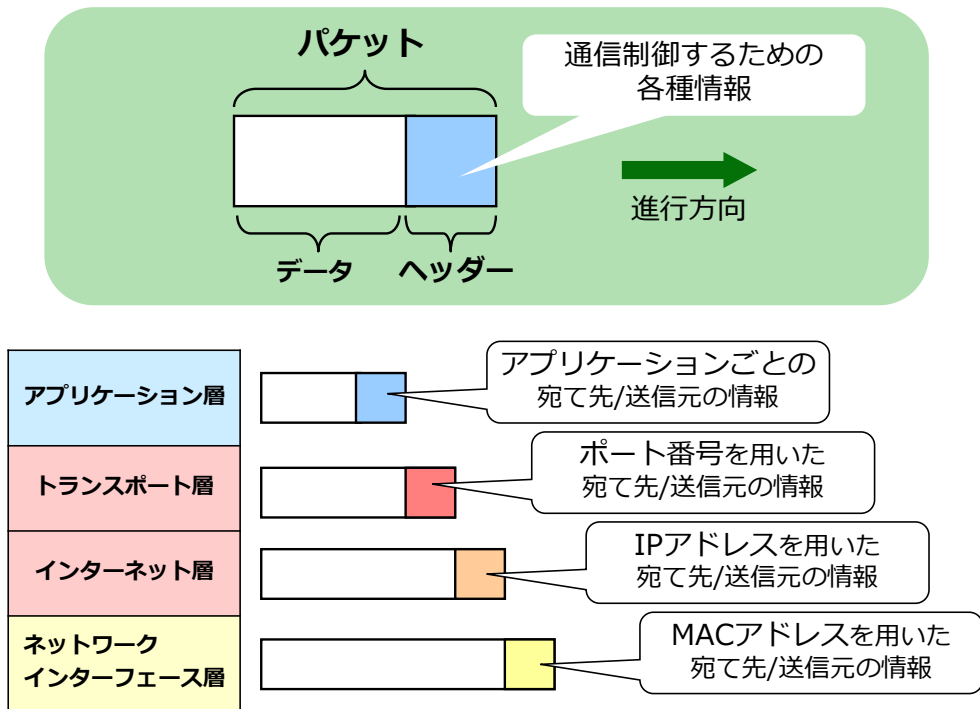 パケット
通信制御するための
各種情報
進行方向
データ
ヘッダー
アプリケーション層
アプリケーションごとの
宛て先/送信元の情報
トランスポート層
ポート番号を用いた
宛て先/送信元の情報
インターネット層
IPアドレスを用いた
宛て先/送信元の情報
ネットワーク
インターフェース層
MACアドレスを用いた
宛て先/送信元の情報